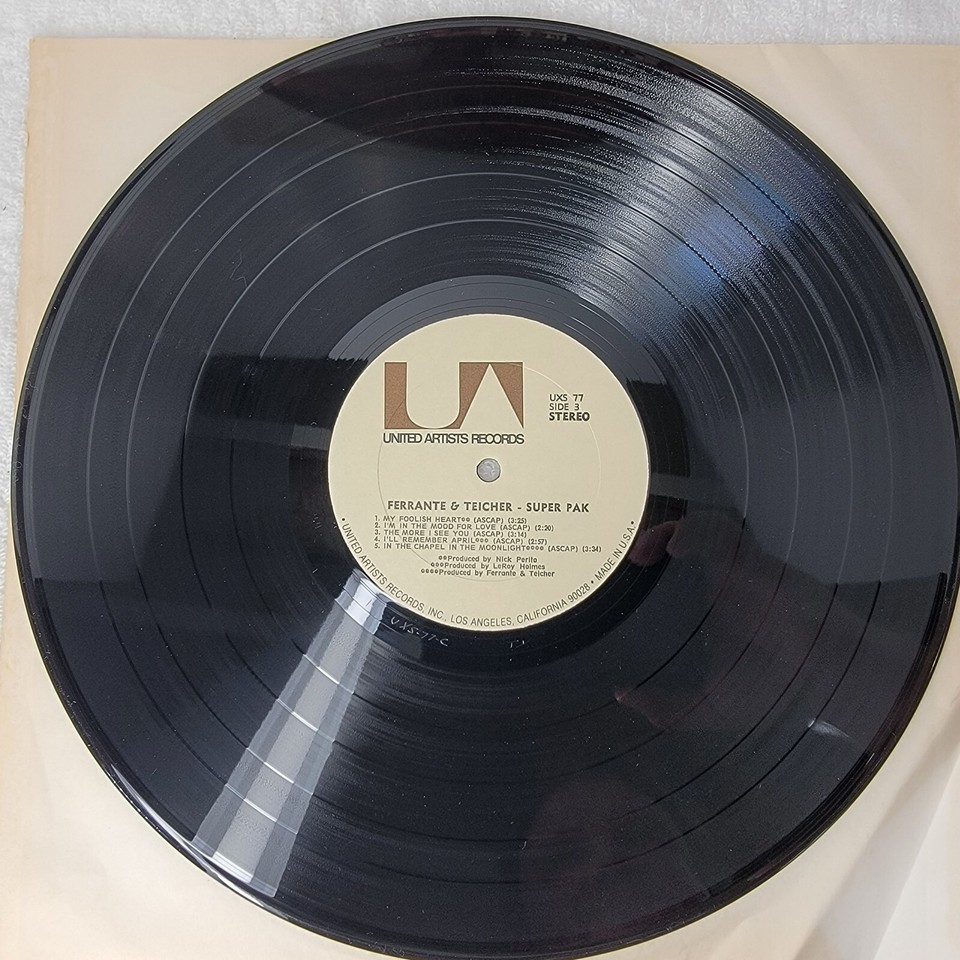 UA
UNITED ARTISTS RECORDS
UXS 77
SIDE 3
STEREO
FERRANTE & TEICHER - SUPER PAK
1. MY FOOLISH HEART** (ASCAP) (3:25)
2. I'M IN THE MOOD FOR LOVE (ASCAP) (2:20)
3. THE MORE I SEE YOU (ASCAP) (3:14)
4. I'LL REMEMBER APRIL*** (ASCAP) (2:57)
5. IN THE CHAPEL IN THE MOONLIGHT**** (ASCAP) (3:34)
**Produced by Nick Perito
***Produced by LeRoy Holmes
****Produced by Ferrante & Teicher
• UNITED ARTISTS RECORDS, INC., LOS ANGELES, CALIFORNIA 90028 • MADE IN U.S.A. •
UXS-77-C